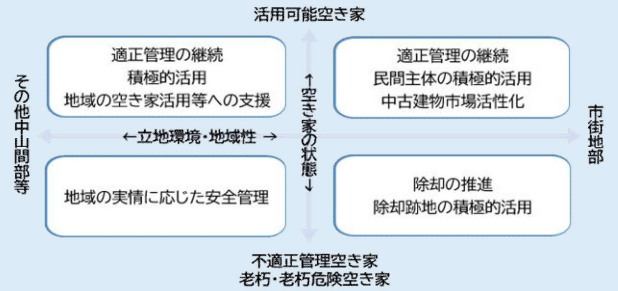 活用可能空き家
適正管理の継続
積極的活用
地域の空き家活用等への支援
適正管理の継続
民間主体の積極的活用
中古建物市場活性化
その他中山間部等
←立地環境・地域性→
←空き家の状態→
市街地部
地域の実情に応じた安全管理
除却の推進
除却跡地の積極的活用
不適正管理空き家
老朽・老朽危険空き家